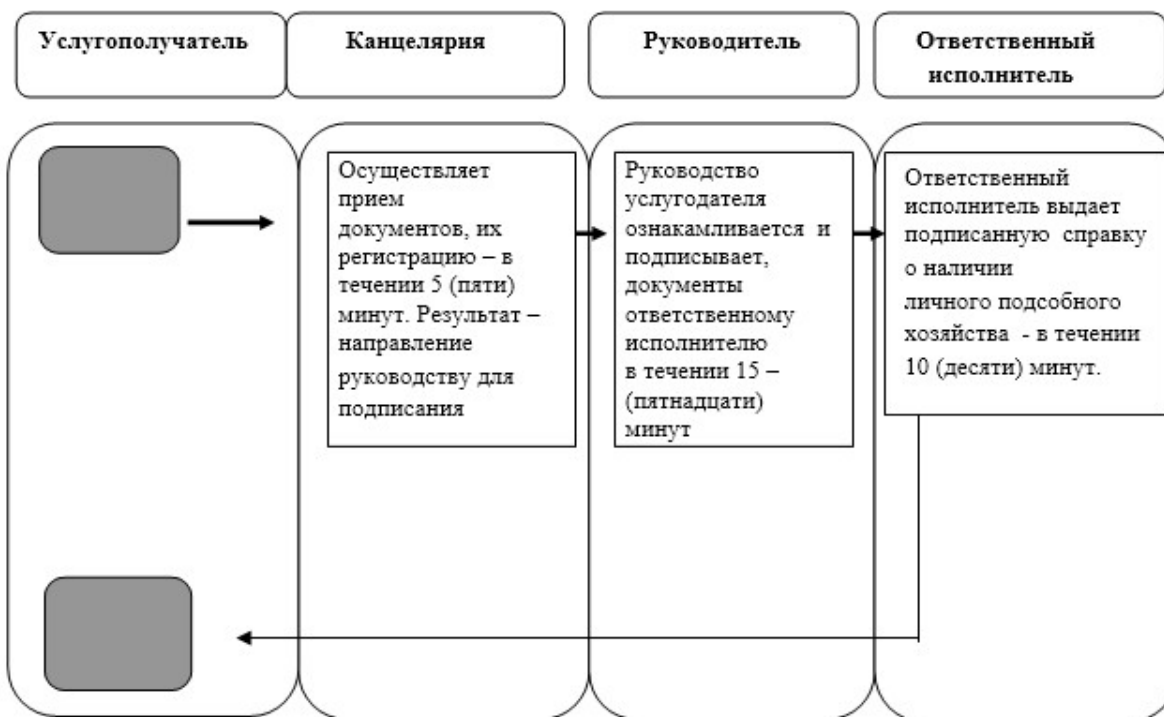 Услугополучатель
Канцелярия
Руководитель
Ответственный
исполнитель
Осуществляет
прием
документов, их
регистрацию – в
течении 5 (пяти)
минут. Результат –
направление
руководству для
подписания
Руководство
услугодателя
ознакамливается и
подписывает,
документы
ответственному
исполнителю
в течении 15 –
(пятнадцати)
минут
Ответственный
исполнитель выдает
подписанную справку
о наличии
личного подсобного
хозяйства - в течении
10 (десяти) минут.